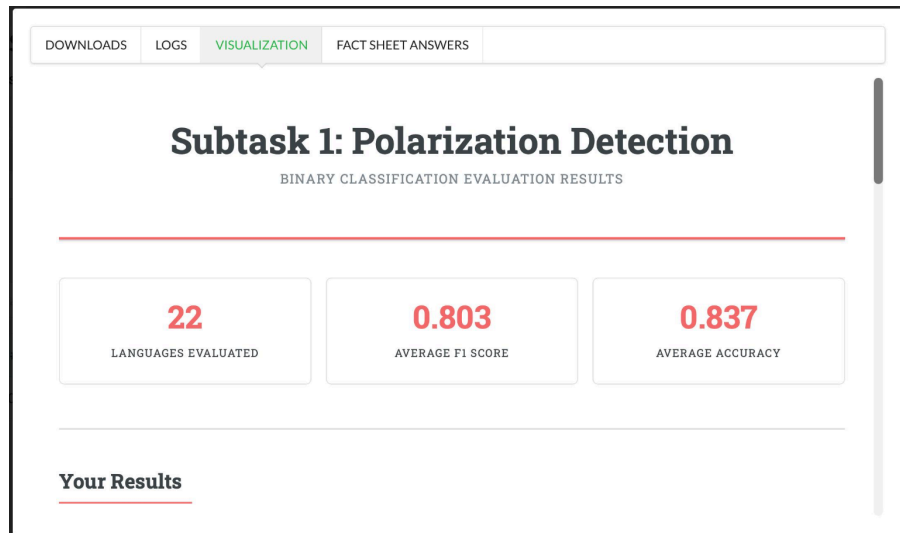 DOWNLOADS LOGS VISUALIZATION FACT SHEET ANSWERS
Subtask 1: Polarization Detection
BINARY CLASSIFICATION EVALUATION RESULTS
22 0.803 0.837
LANGUAGES EVALUATED AVERAGE F1 SCORE AVERAGE ACCURACY
Your Results